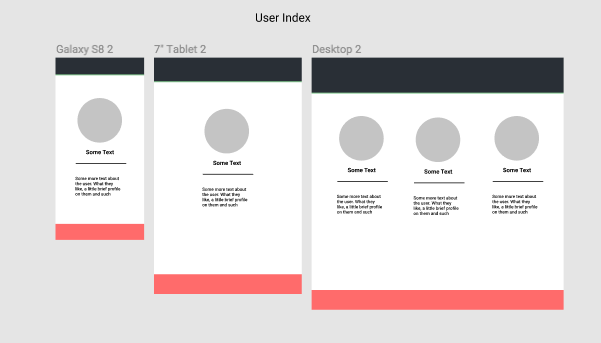 User Index
Galaxy S8 2
7" Tablet 2
Desktop 2
Some Text
Some more text about
the user. What they
like, a little brief profile
on them and such
Some Text
Some more text about
the user. What they
like, a little brief profile
on them and such
Some Text
Some more text about
the user. What they
like, a little brief profile
on them and such
Some Text
Some more text about
the user. What they
like, a little brief profile
on them and such
Some Text
Some more text about
the user. What they
like, a little brief profile
on them and such